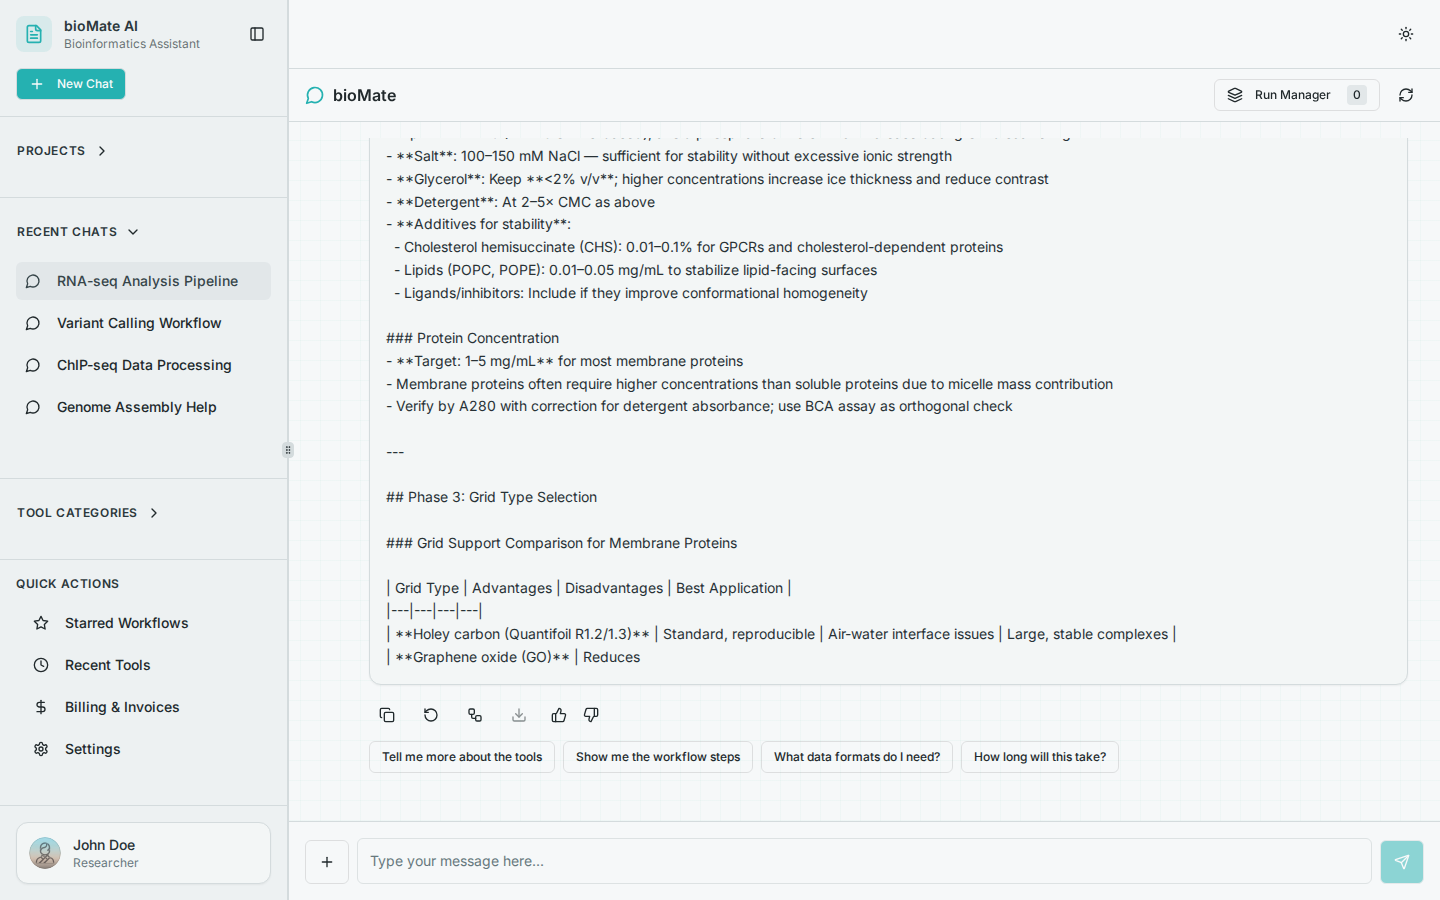 bioMate AI
Bioinformatics Assistant
New Chat
PROJECTS
RECENT CHATS
RNA-seq Analysis Pipeline
Variant Calling Workflow
ChIP-seq Data Processing
Genome Assembly Help
TOOL CATEGORIES
QUICK ACTIONS
Starred Workflows
Recent Tools
Billing & Invoices
Settings
John Doe
Researcher
bioMate
Run Manager 0
- **Salt**: 100–150 mM NaCl — sufficient for stability without excessive ionic strength
- **Glycerol**: Keep **<2% v/v**; higher concentrations increase ice thickness and reduce contrast
- **Detergent**: At 2–5× CMC as above
- **Additives for stability**:
- Cholesterol hemisuccinate (CHS): 0.01–0.1% for GPCRs and cholesterol-dependent proteins
- Lipids (POPC, POPE): 0.01–0.05 mg/mL to stabilize lipid-facing surfaces
- Ligands/inhibitors: Include if they improve conformational homogeneity
### Protein Concentration
- **Target: 1–5 mg/mL** for most membrane proteins
- Membrane proteins often require higher concentrations than soluble proteins due to micelle mass contribution
- Verify by A280 with correction for detergent absorbance; use BCA assay as orthogonal check
---
## Phase 3: Grid Type Selection
### Grid Support Comparison for Membrane Proteins
| Grid Type | Advantages | Disadvantages | Best Application |
|---|---|---|---|
| **Holey carbon (Quantifoil R1.2/1.3)** | Standard, reproducible | Air-water interface issues | Large, stable complexes |
| **Graphene oxide (GO)** | Reduces
Tell me more about the tools
Show me the workflow steps
What data formats do I need?
How long will this take?
Type your message here...